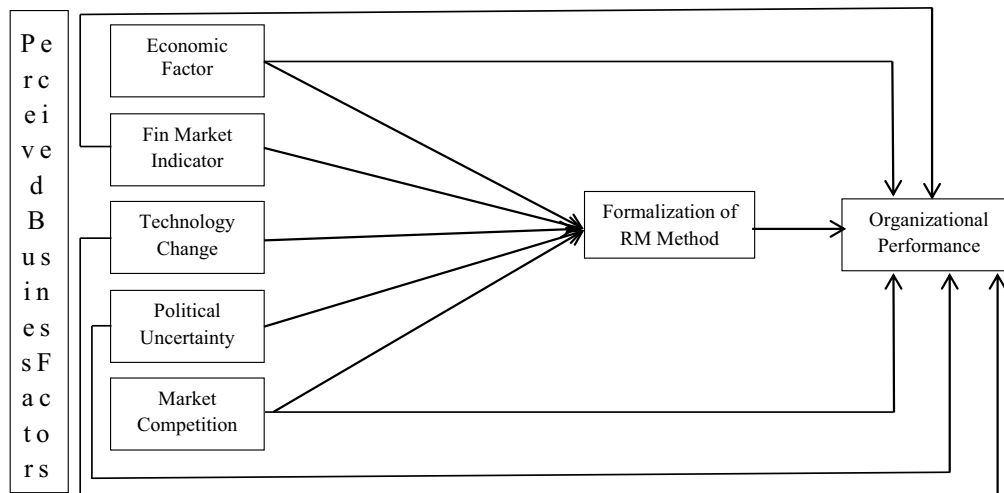 P e
r c
e i
v e
d
B
u s
i n
e s
s F
a c
t o
r s
Economic
Factor
Fin Market
Indicator
Technology
Change
Political
Uncertainty
Market
Competition
Formalization of
RM Method
Organizational
Performance